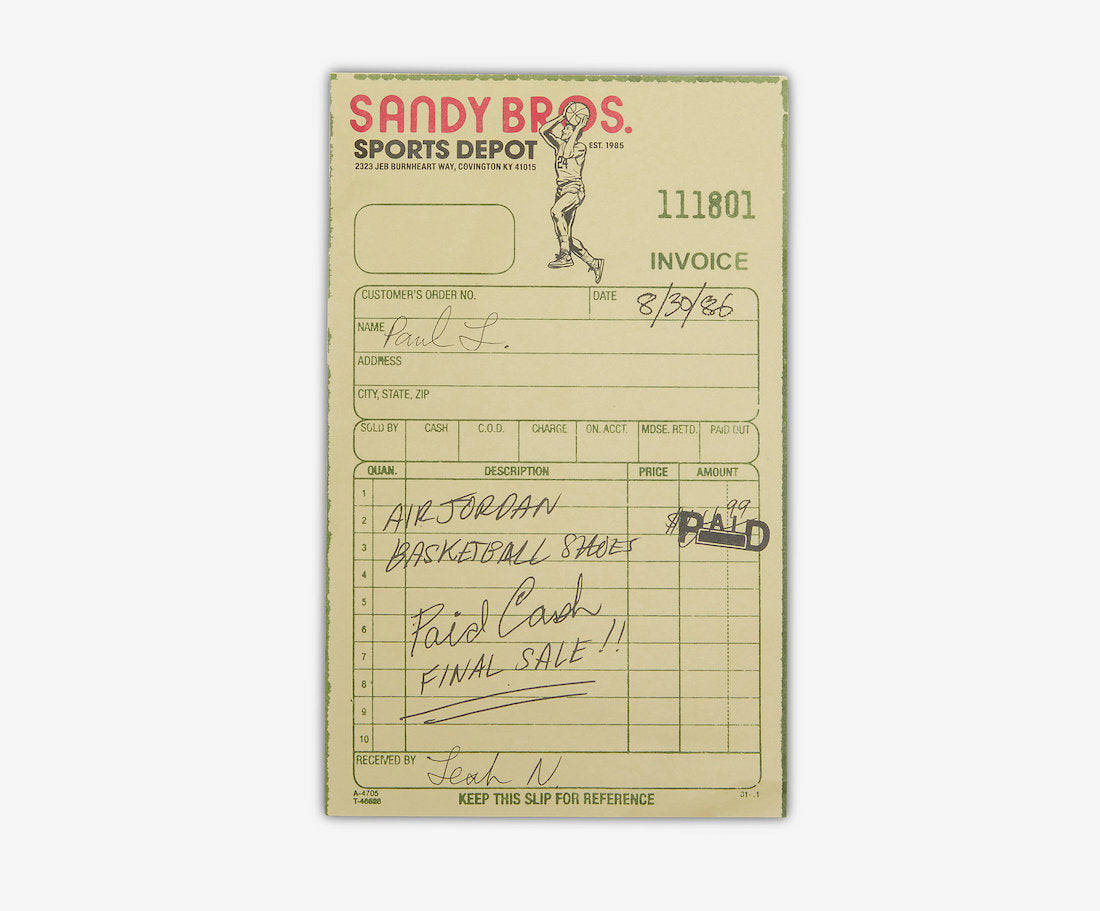 SANDY BROS.
SPORTS DEPOT
EST. 1985
2323 JEB BURNHEART WAY, COVINGTON KY 41015
24
111801
INVOICE
CUSTOMER'S ORDER NO.
DATE 8/30/86
NAME Paul L.
ADDRESS
CITY, STATE, ZIP
SOLD BY CASH C.O.D. CHARGE ON. ACCT. MDSE. RETD. PAID OUT
QUAN. DESCRIPTION PRICE AMOUNT
1
2 AIR JORDAN PAID
3 BASKETBALL SHOES
4
5
6 Paid Cash
7 FINAL SALE!!
8
9
10
RECEIVED BY Leah N.
A-4705
KEEP THIS SLIP FOR REFERENCE